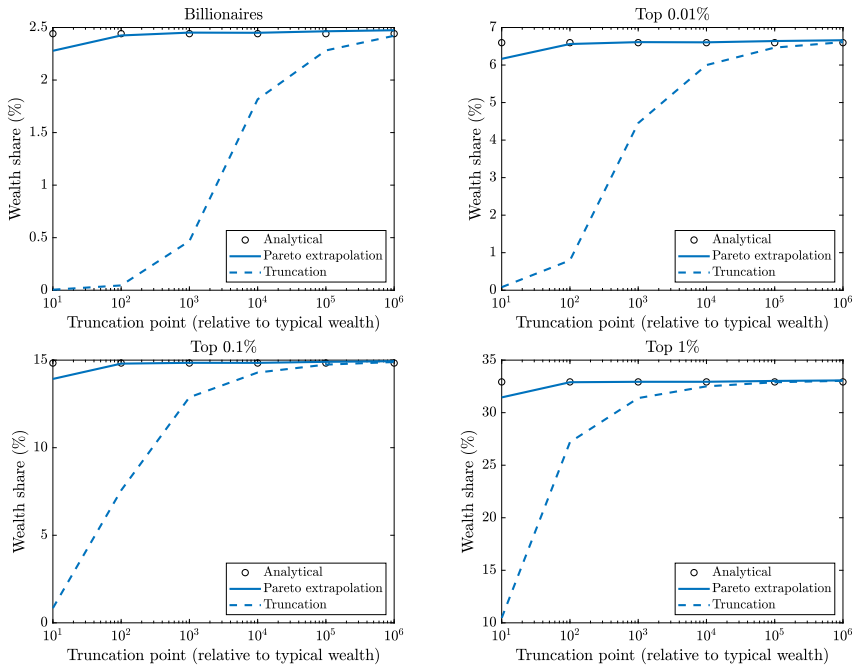 Billionaires
2.5
2
1.5
1
0.5
0
Wealth share (%)
10^1 10^2 10^3 10^4 10^5 10^6
Truncation point (relative to typical wealth)
Analytical
Pareto extrapolation
Truncation
Top 0.01%
7
6
5
4
3
2
1
0
Wealth share (%)
10^1 10^2 10^3 10^4 10^5 10^6
Truncation point (relative to typical wealth)
Analytical
Pareto extrapolation
Truncation
Top 0.1%
15
10
5
0
Wealth share (%)
10^1 10^2 10^3 10^4 10^5 10^6
Truncation point (relative to typical wealth)
Analytical
Pareto extrapolation
Truncation
Top 1%
35
30
25
20
15
10
Wealth share (%)
10^1 10^2 10^3 10^4 10^5 10^6
Truncation point (relative to typical wealth)
Analytical
Pareto extrapolation
Truncation